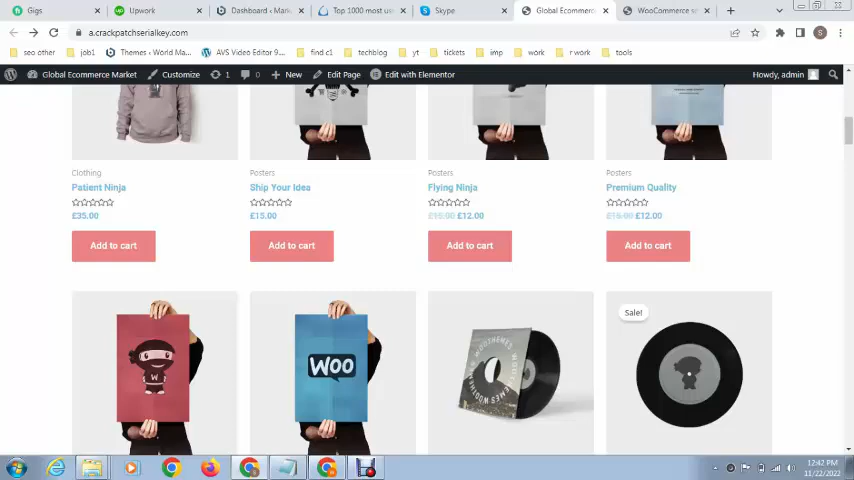 Gigs
Upwork
Dashboard ‹ Mark
Top 1000 most us
Skype
Global Ecommerc
WooCommerce se
a.crackpatchserialkey.com
seo other
job1
Themes ‹ World Ma...
AVS Video Editor 9...
find c1
techblog
yt
tickets
im
work
r work
tools
Global Ecommerce Market
Customize
1
0
New
Edit Page
Edit with Elementor
Howdy, admin
Clothing
Posters
Posters
Posters
Patient Ninja
Ship Your Idea
Flying Ninja
Premium Quality
£35.00
£15.00
£15.00 £12.00
£15.00 £12.00
Add to cart
Add to cart
Add to cart
Add to cart
Sale!
W
WOO
12:42 PM
11/22/2022